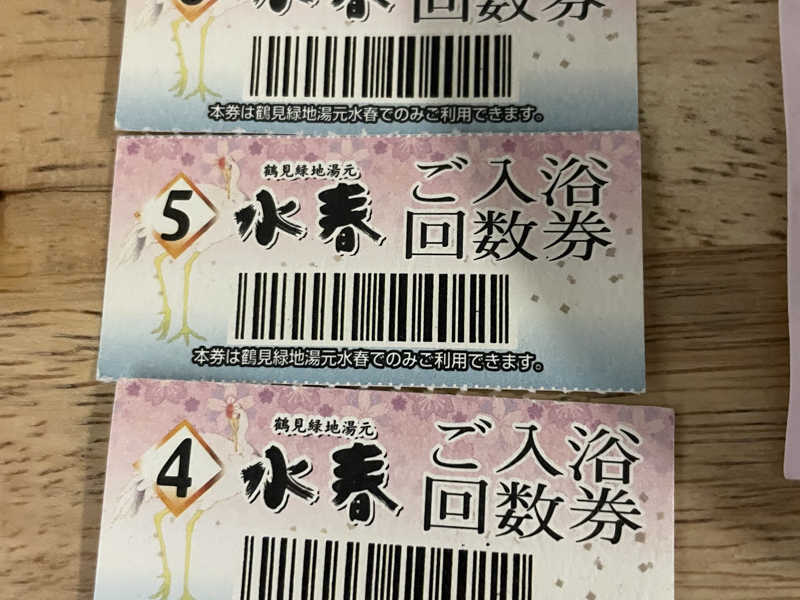 水春
回数券
本券は鶴見緑地湯元水春でのみご利用できます。
5
鶴見緑地湯元
水春
ご入浴
回数券
本券は鶴見緑地湯元水春でのみご利用できます。
4
鶴見緑地湯元
水春
ご入浴
回数券